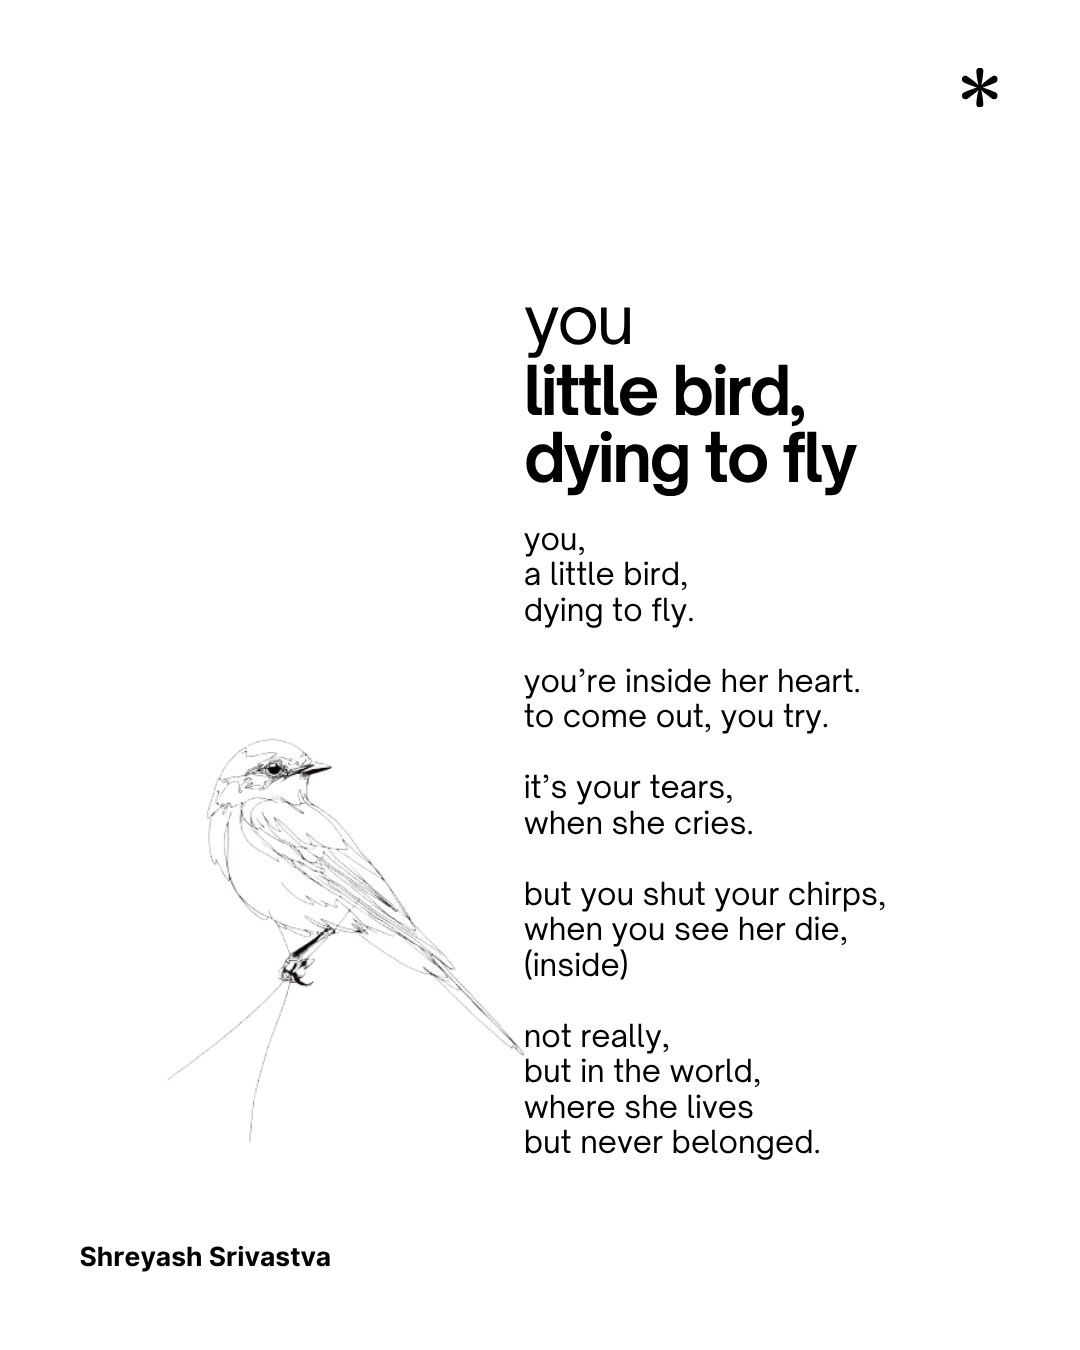 *
you
little bird,
dying to fly
you,
a little bird,
dying to fly.
you’re inside her heart.
to come out, you try.
it’s your tears,
when she cries.
but you shut your chirps,
when you see her die,
(inside)
not really,
but in the world,
where she lives
but never belonged.
Shreyash Srivastva